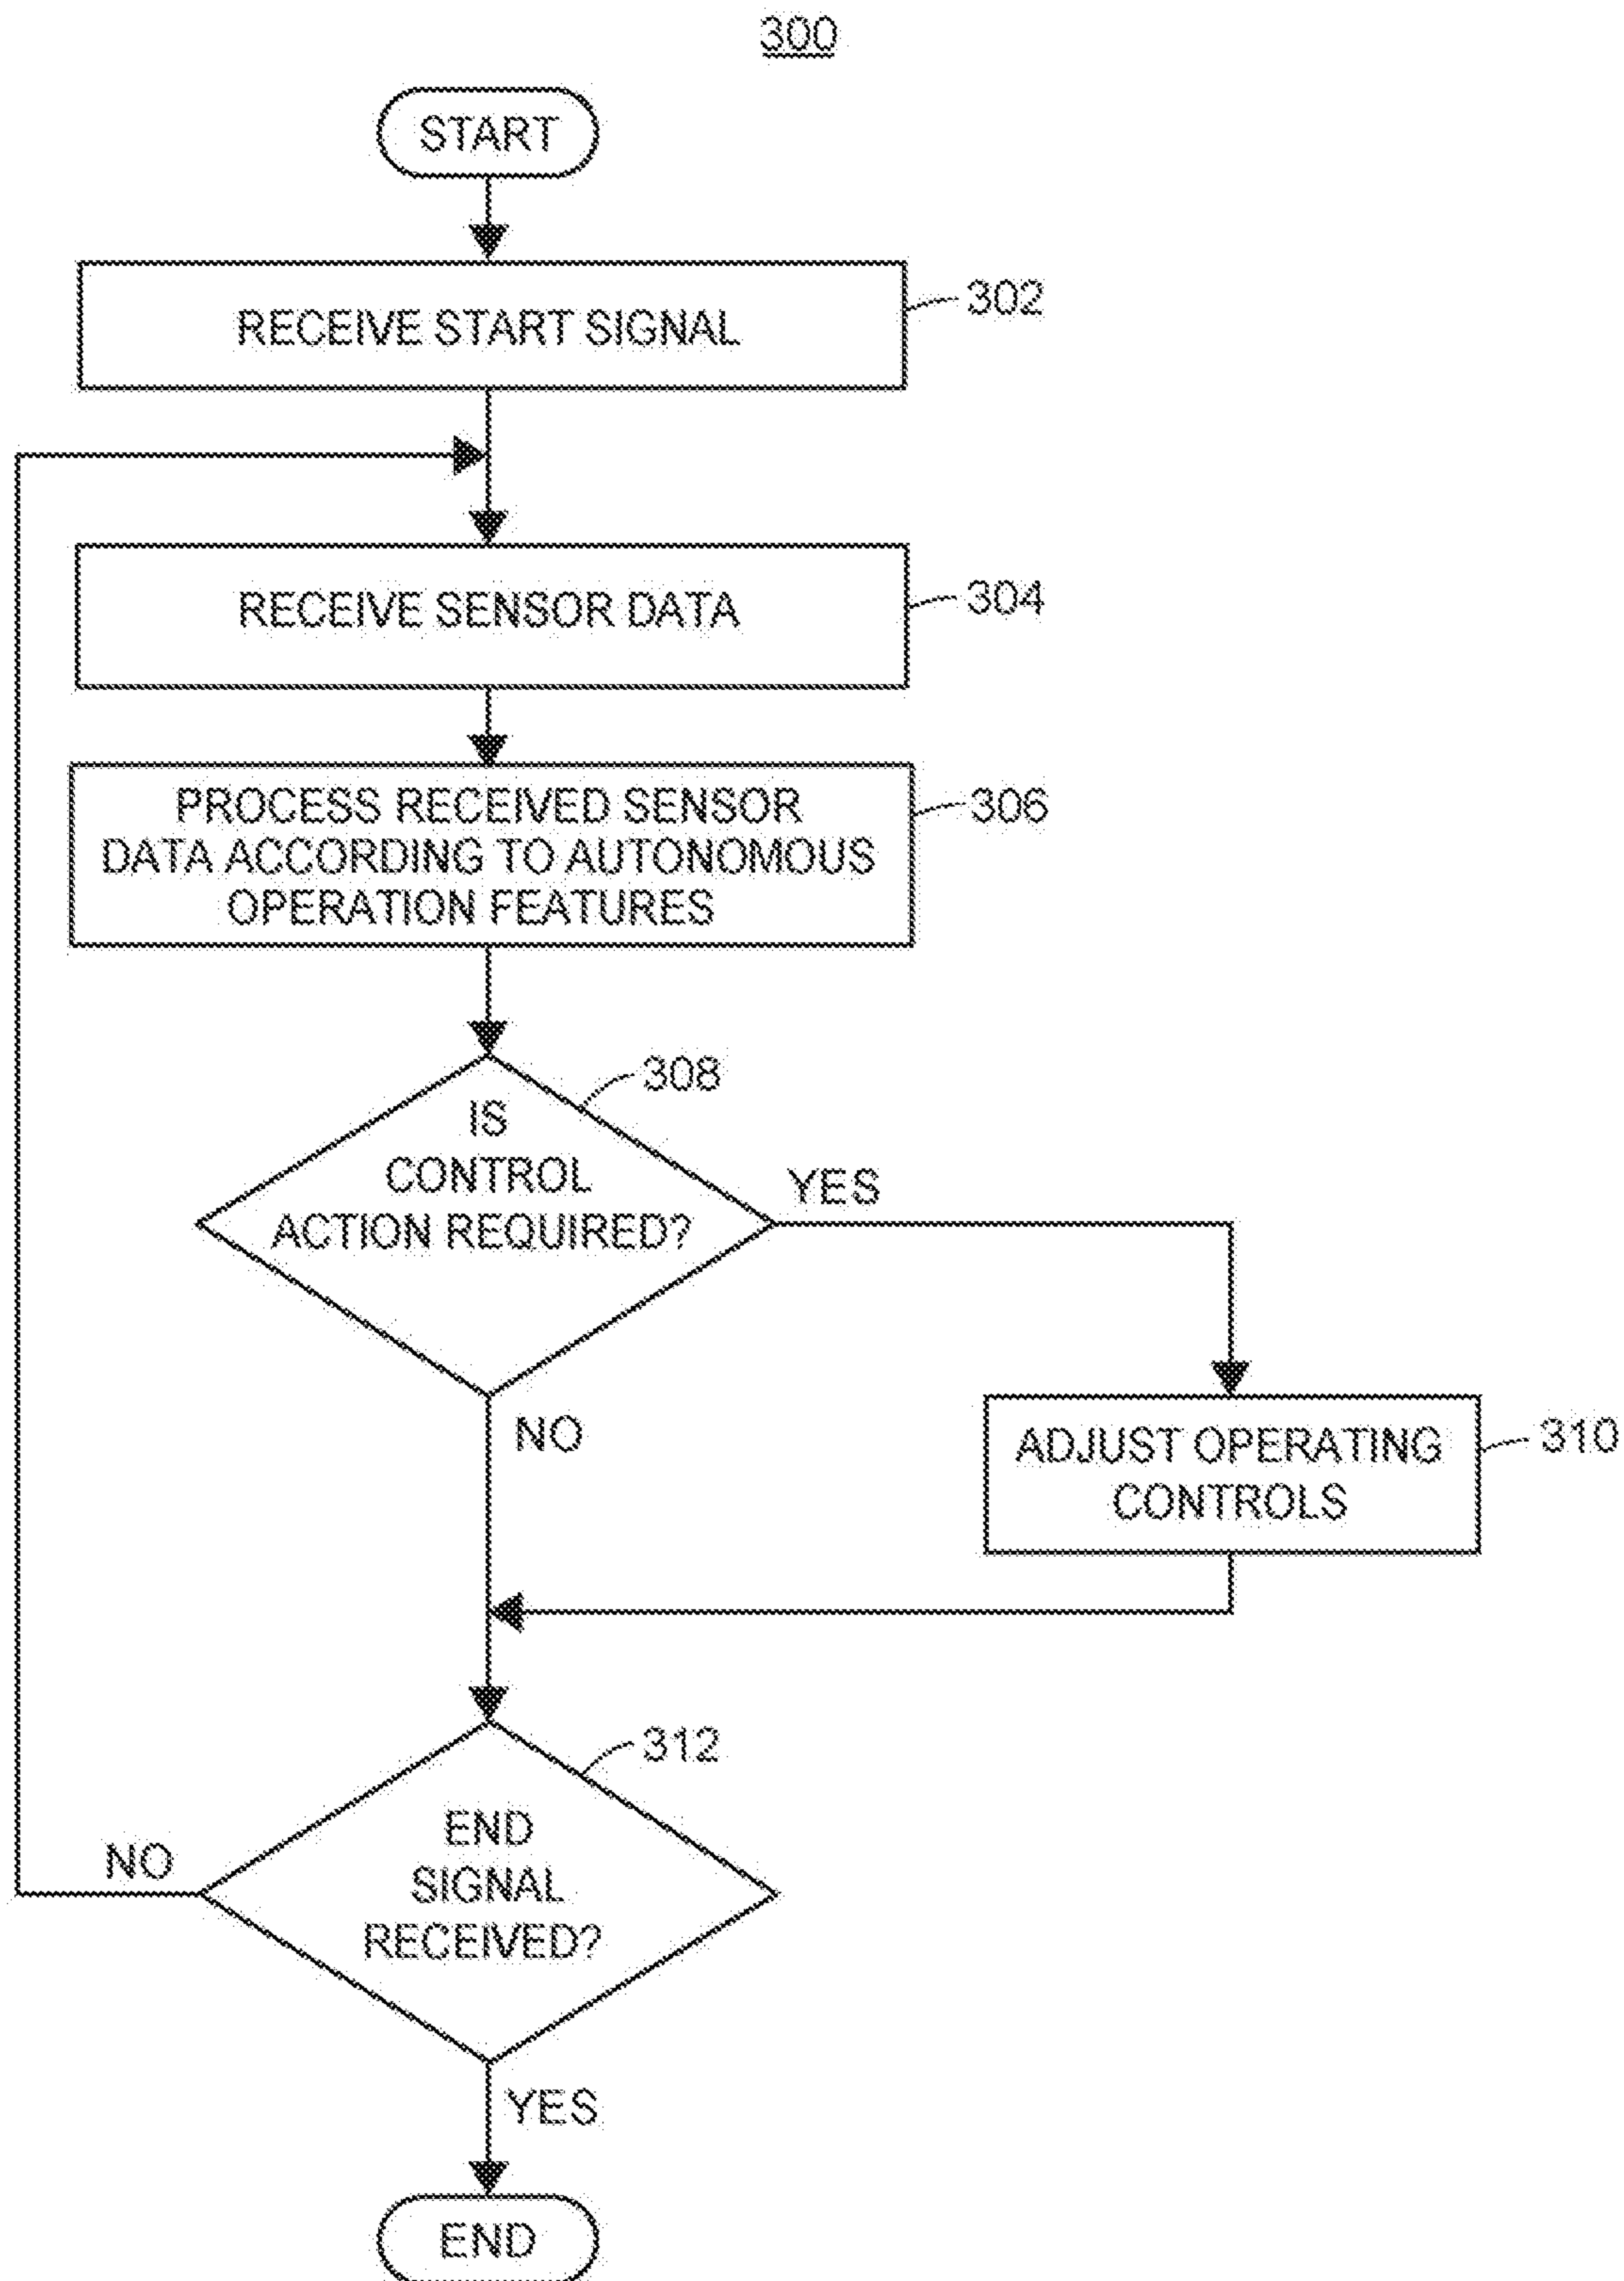 300
START
RECEIVE START SIGNAL
302
RECEIVE SENSOR DATA
304
PROCESS RECEIVED SENSOR
DATA ACCORDING TO AUTONOMOUS
OPERATION FEATURES
306
308
IS
CONTROL
ACTION REQUIRED?
YES
NO
ADJUST OPERATING
CONTROLS
310
312
END
SIGNAL
RECEIVED?
NO
YES
END